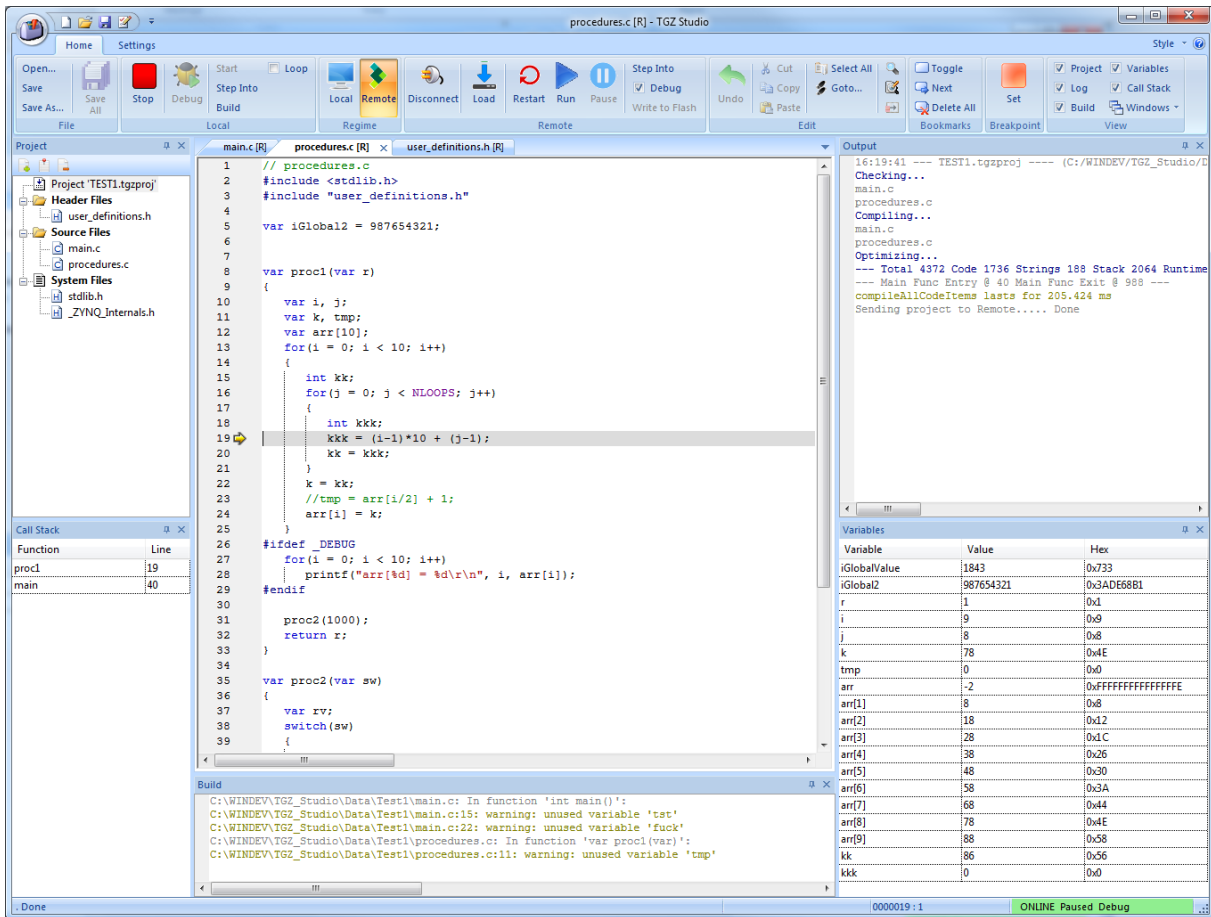 procedures.c [R] - TGZ Studio
Home Settings Style
Open... Save Save As... Save All Stop Debug Start Loop Step Into Build Local Remote Disconnect Load Restart Run Pause Step Into Debug Write to Flash Undo Cut Copy Paste Select All Goto... Toggle Next Delete All Set Project Variables Log Call Stack Build Windows
File Local Regime Remote Edit Bookmarks Breakpoint View
Project
Project 'TEST1.tgzproj'
Header Files
user_definitions.h
Source Files
main.c
procedures.c
System Files
stdlib.h
_ZYNQ_Internals.h
Call Stack
Function Line
proc1 19
main 40
main.c [R] procedures.c [R] user_definitions.h [R]
1 // procedures.c
2 #include <stdlib.h>
3 #include "user_definitions.h"
4
5 var iGlobal2 = 987654321;
6
7
8 var proc1(var r)
9 {
10 var i, j;
11 var k, tmp;
12 var arr[10];
13 for(i = 0; i < 10; i++)
14 {
15 int kk;
16 for(j = 0; j < NLOOPS; j++)
17 {
18 int kkk;
19 kkk = (i-1)*10 + (j-1);
20 kk = kkk;
21 }
22 k = kk;
23 //tmp = arr[i/2] + 1;
24 arr[i] = k;
25 }
26 #ifdef _DEBUG
27 for(i = 0; i < 10; i++)
28 printf("arr[%d] = %d\r\n", i, arr[i]);
29 #endif
30
31 proc2(1000);
32 return r;
33 }
34
35 var proc2(var sw)
36 {
37 var rv;
38 switch(sw)
39 {
Build
C:\WINDEV\TGZ_Studio\Data\Test1\main.c: In function 'int main()':
C:\WINDEV\TGZ_Studio\Data\Test1\main.c:15: warning: unused variable 'tst'
C:\WINDEV\TGZ_Studio\Data\Test1\main.c:22: warning: unused variable 'fuck'
C:\WINDEV\TGZ_Studio\Data\Test1\procedures.c: In function 'var proc1(var)':
C:\WINDEV\TGZ_Studio\Data\Test1\procedures.c:11: warning: unused variable 'tmp'
Output
16:19:41 --- TEST1.tgzproj ---- (C:/WINDEV/TGZ_Studio/D
Checking...
main.c
procedures.c
Compiling...
main.c
procedures.c
Optimizing...
--- Total 4372 Code 1736 Strings 188 Stack 2064 Runtime
--- Main Func Entry @ 40 Main Func Exit @ 988 ---
compileAllCodeItems lasts for 205.424 ms
Sending project to Remote..... Done
Variables
Variable Value Hex
iGlobalValue 1843 0x733
iGlobal2 987654321 0x3ADE68B1
r 1 0x1
i 9 0x9
j 8 0x8
k 78 0x4E
tmp 0 0x0
arr -2 0xFFFFFFFFFFFFFFFE
arr[1] 8 0x8
arr[2] 18 0x12
arr[3] 28 0x1C
arr[4] 38 0x26
arr[5] 48 0x30
arr[6] 58 0x3A
arr[7] 68 0x44
arr[8] 78 0x4E
arr[9] 88 0x58
kk 86 0x56
kkk 0 0x0
. Done 0000019 : 1 ONLINE Paused Debug